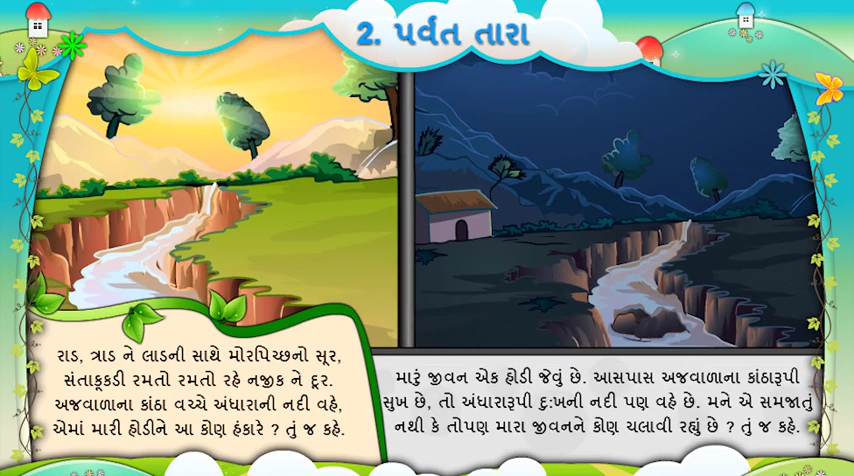 2. પર્વત તારા
રાડ, ત્રાડ ને લાડની સાથે મોરપિચ્છનો સૂર,
સંતાકૂકડી રમતો રમતો રહે નજીક ને દૂર.
અજવાળાના કાંઠા વચ્ચે અંધારાની નદી વહે,
એમાં મારી હોડીને આ કોણ હંકારે ? તું જ કહે.
મારું જીવન એક હોડી જેવું છે. આસપાસ અજવાળાના કાંઠારૂપી
સુખ છે, તો અંધારારૂપી દુ:ખની નદી પણ વહે છે. મને એ સમજાતું
નથી કે તોપણ મારા જીવનને કોણ ચલાવી રહ્યું છે ? તું જ કહે.